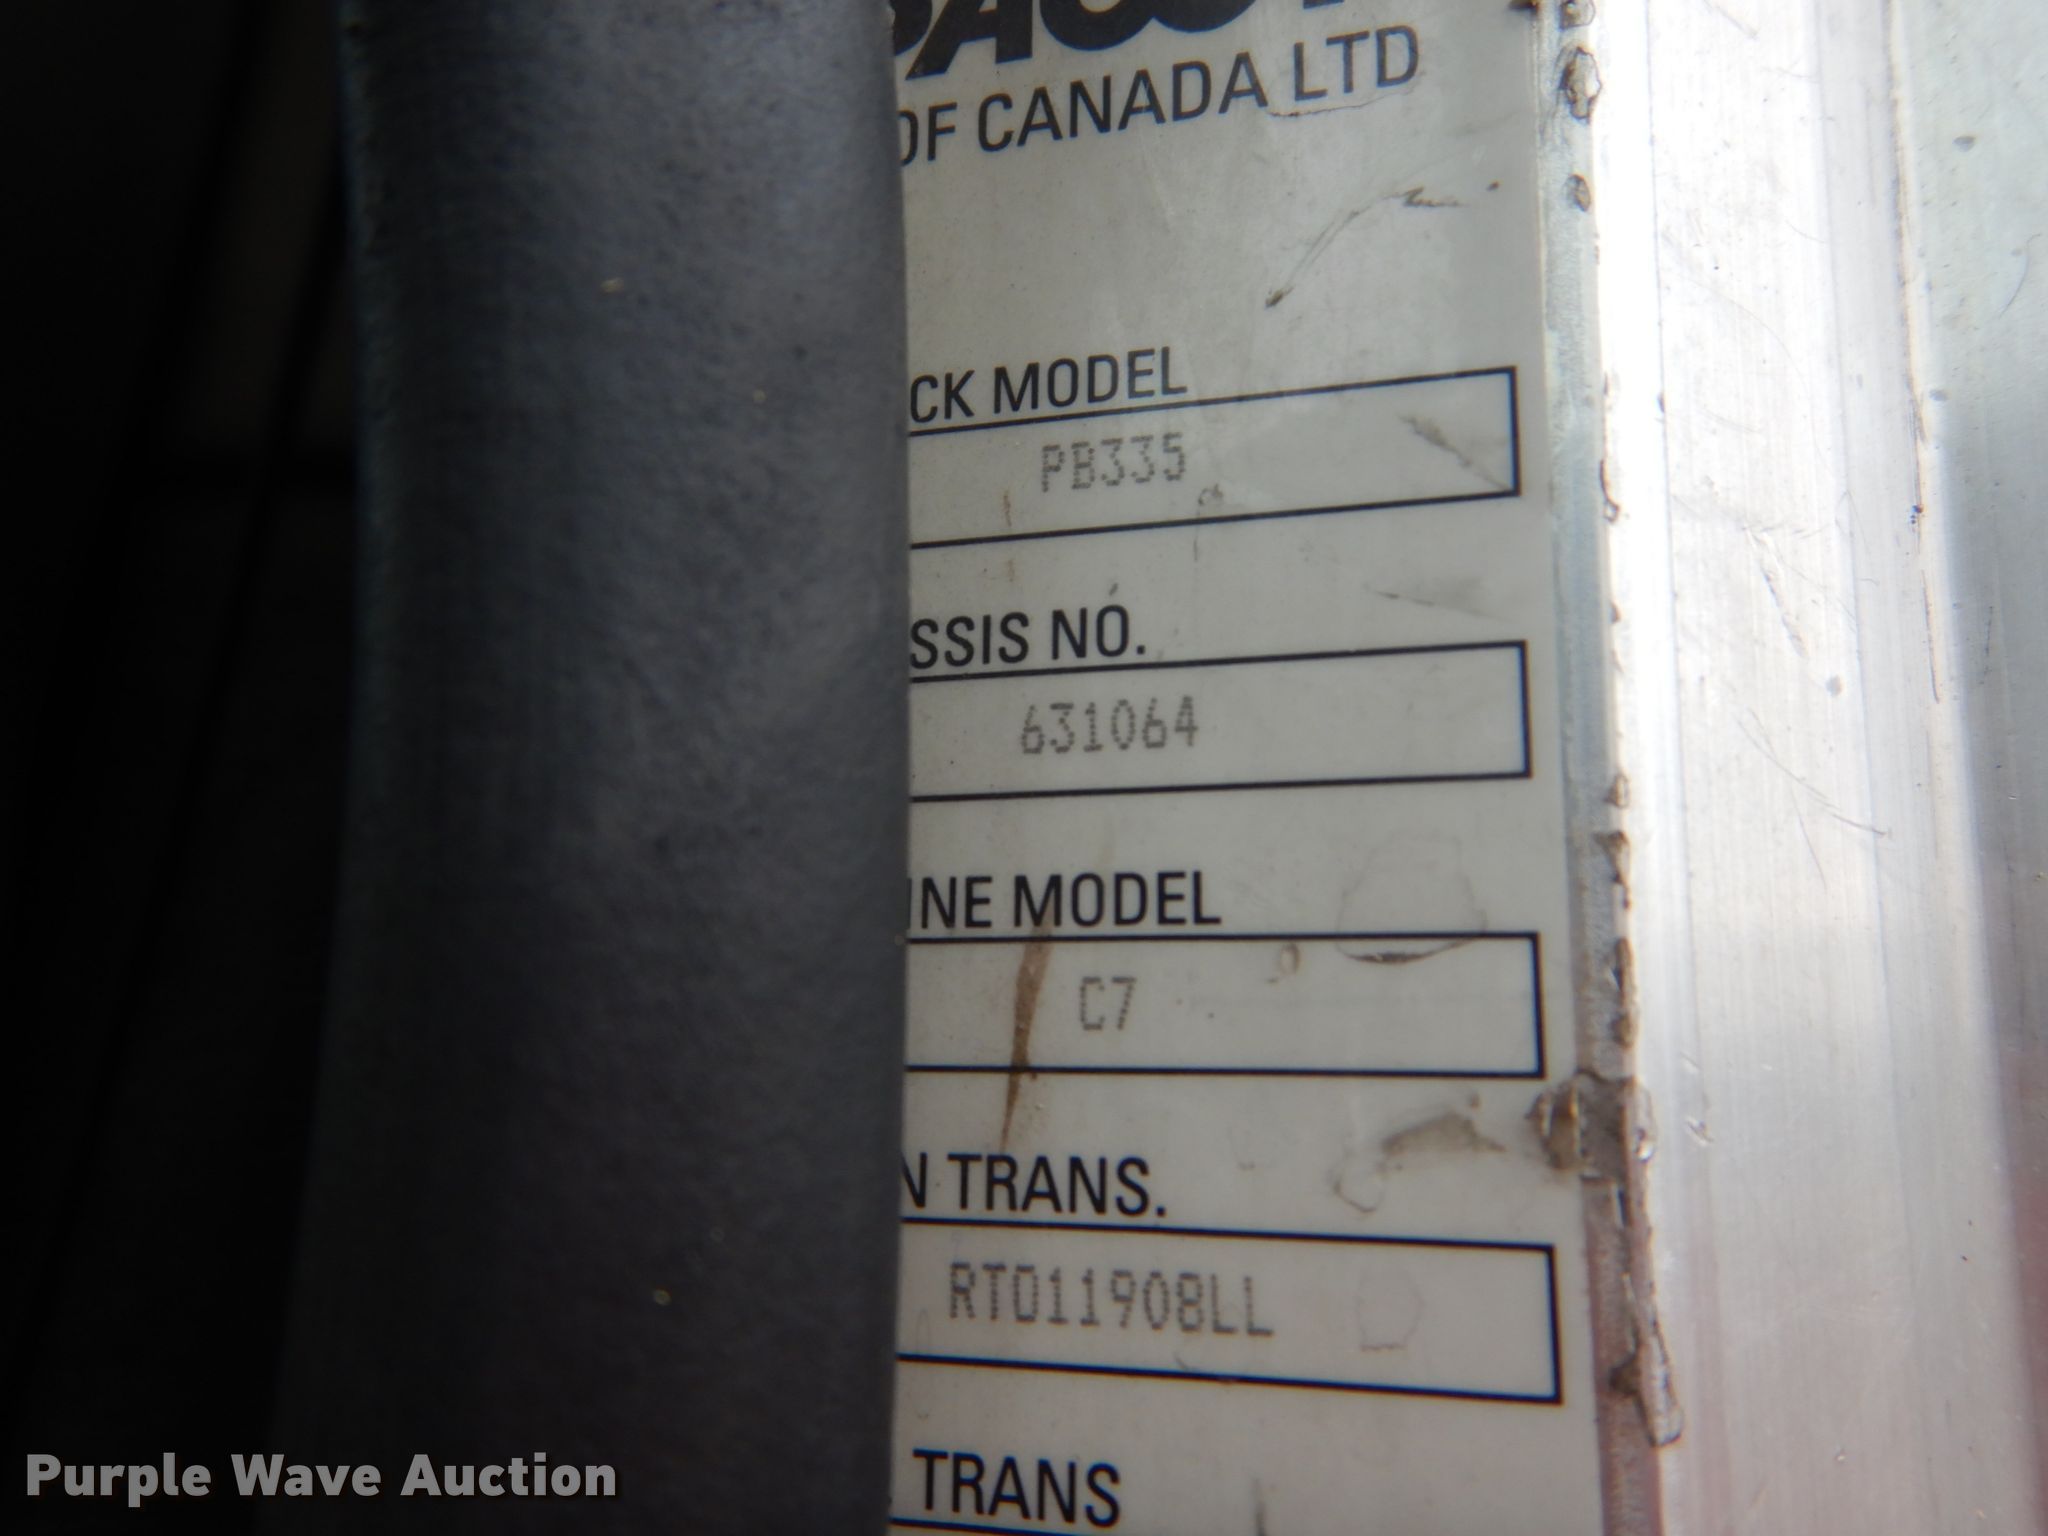 OF CANADA LTD
CK MODEL
PB335
SSIS NO.
631064
INE MODEL
C7
N TRANS.
RTO11908LL
TRANS
Purple Wave Auction